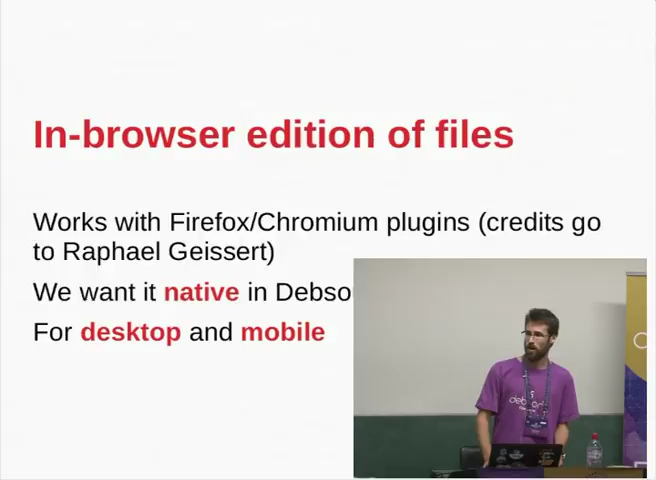 In-browser edition of files
Works with Firefox/Chromium plugins (credits go
to Raphael Geissert)
We want it native in Debso
For desktop and mobile